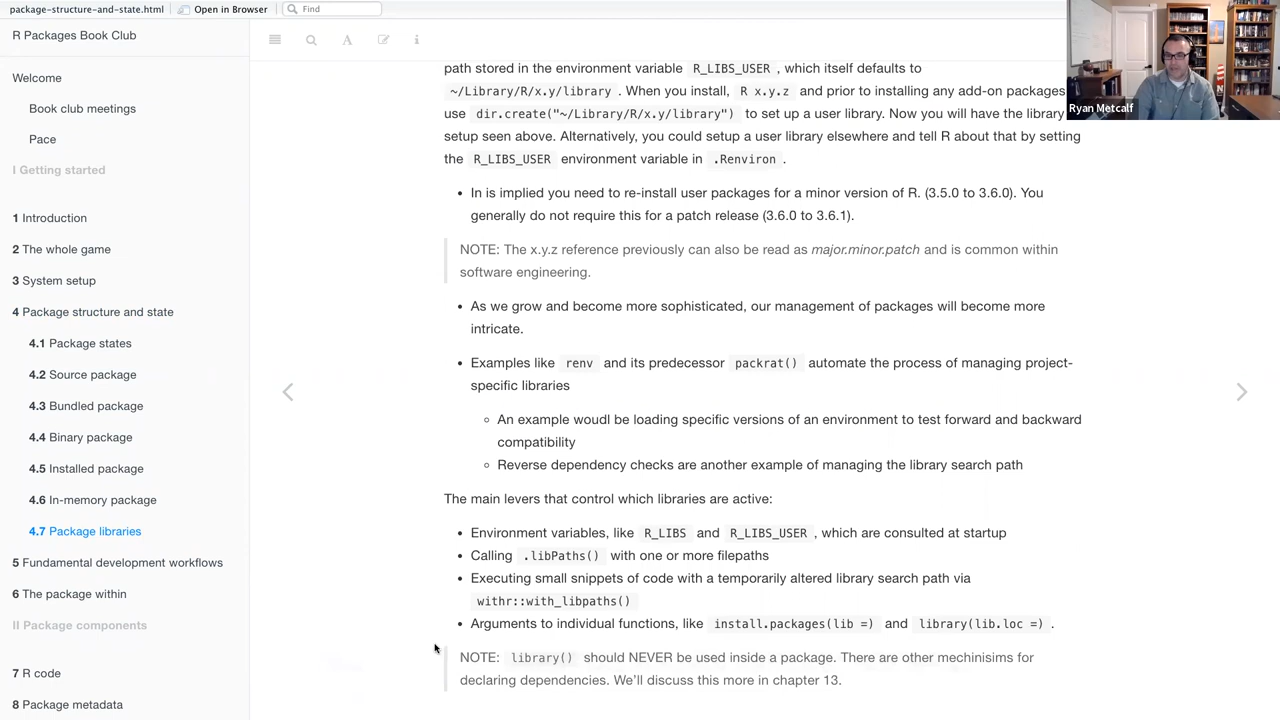 package-structure-and-state.html
Open in Browser
Find
R Packages Book Club
Welcome
Book club meetings
Pace
I Getting started
1 Introduction
2 The whole game
3 System setup
4 Package structure and state
4.1 Package states
4.2 Source package
4.3 Bundled package
4.4 Binary package
4.5 Installed package
4.6 In-memory package
4.7 Package libraries
5 Fundamental development workflows
6 The package within
II Package components
7 R code
8 Package metadata
path stored in the environment variable R_LIBS_USER , which itself defaults to
~/Library/R/x.y/library . When you install, R x.y.z and prior to installing any add-on packages
use dir.create("~/Library/R/x.y/library") to set up a user library. Now you will have the library
setup seen above. Alternatively, you could setup a user library elsewhere and tell R about that by setting
the R_LIBS_USER environment variable in .Renviron .
• In is implied you need to re-install user packages for a minor version of R. (3.5.0 to 3.6.0). You
generally do not require this for a patch release (3.6.0 to 3.6.1).
NOTE: The x.y.z reference previously can also be read as major.minor.patch and is common within
software engineering.
• As we grow and become more sophisticated, our management of packages will become more
intricate.
• Examples like renv and its predecessor packrat() automate the process of managing project-
specific libraries
◦ An example woudl be loading specific versions of an environment to test forward and backward
compatibility
◦ Reverse dependency checks are another example of managing the library search path
The main levers that control which libraries are active:
• Environment variables, like R_LIBS and R_LIBS_USER , which are consulted at startup
• Calling .libPaths() with one or more filepaths
• Executing small snippets of code with a temporarily altered library search path via
withr::with_libpaths()
• Arguments to individual functions, like install.packages(lib =) and library(lib.loc =) .
NOTE: library() should NEVER be used inside a package. There are other mechinisims for
declaring dependencies. We'll discuss this more in chapter 13.
Ryan Metcalf